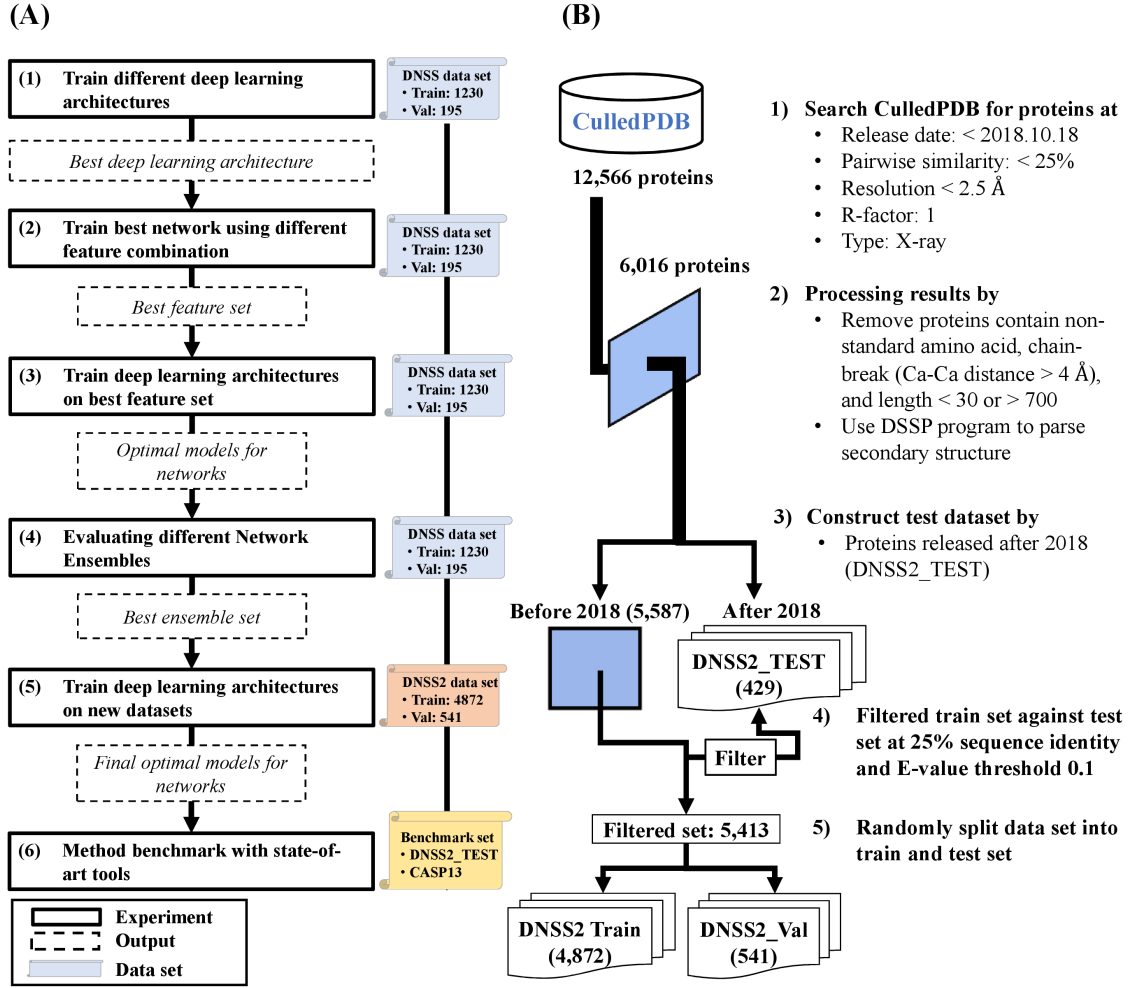 (A)
(1) Train different deep learning
architectures
DNSS data set
• Train: 1230
• Val: 195
Best deep learning architecture
(2) Train best network using different
feature combination
DNSS data set
• Train: 1230
• Val: 195
Best feature set
(3) Train deep learning architectures
on best feature set
DNSS data set
• Train: 1230
• Val: 195
Optimal models for
networks
(4) Evaluating different Network
Ensembles
DNSS data set
• Train: 1230
• Val: 195
Best ensemble set
(5) Train deep learning architectures
on new datasets
DNSS2 data set
• Train: 4872
• Val: 541
Final optimal models for
networks
(6) Method benchmark with state-of-
art tools
Benchmark set
• DNSS2_TEST
• CASP13
Experiment
Output
Data set
(B)
CulledPDB
12,566 proteins
6,016 proteins
Before 2018 (5,587)
After 2018
DNSS2_TEST
(429)
Filter
Filtered set: 5,413
DNSS2 Train
(4,872)
DNSS2_Val
(541)
1) Search CulledPDB for proteins at
• Release date: < 2018.10.18
• Pairwise similarity: < 25%
• Resolution < 2.5 Å
• R-factor: 1
• Type: X-ray
2) Processing results by
• Remove proteins contain non-
standard amino acid, chain-
break (Ca-Ca distance > 4 Å),
and length < 30 or > 700
• Use DSSP program to parse
secondary structure
3) Construct test dataset by
• Proteins released after 2018
(DNSS2_TEST)
4) Filtered train set against test
set at 25% sequence identity
and E-value threshold 0.1
5) Randomly split data set into
train and test set